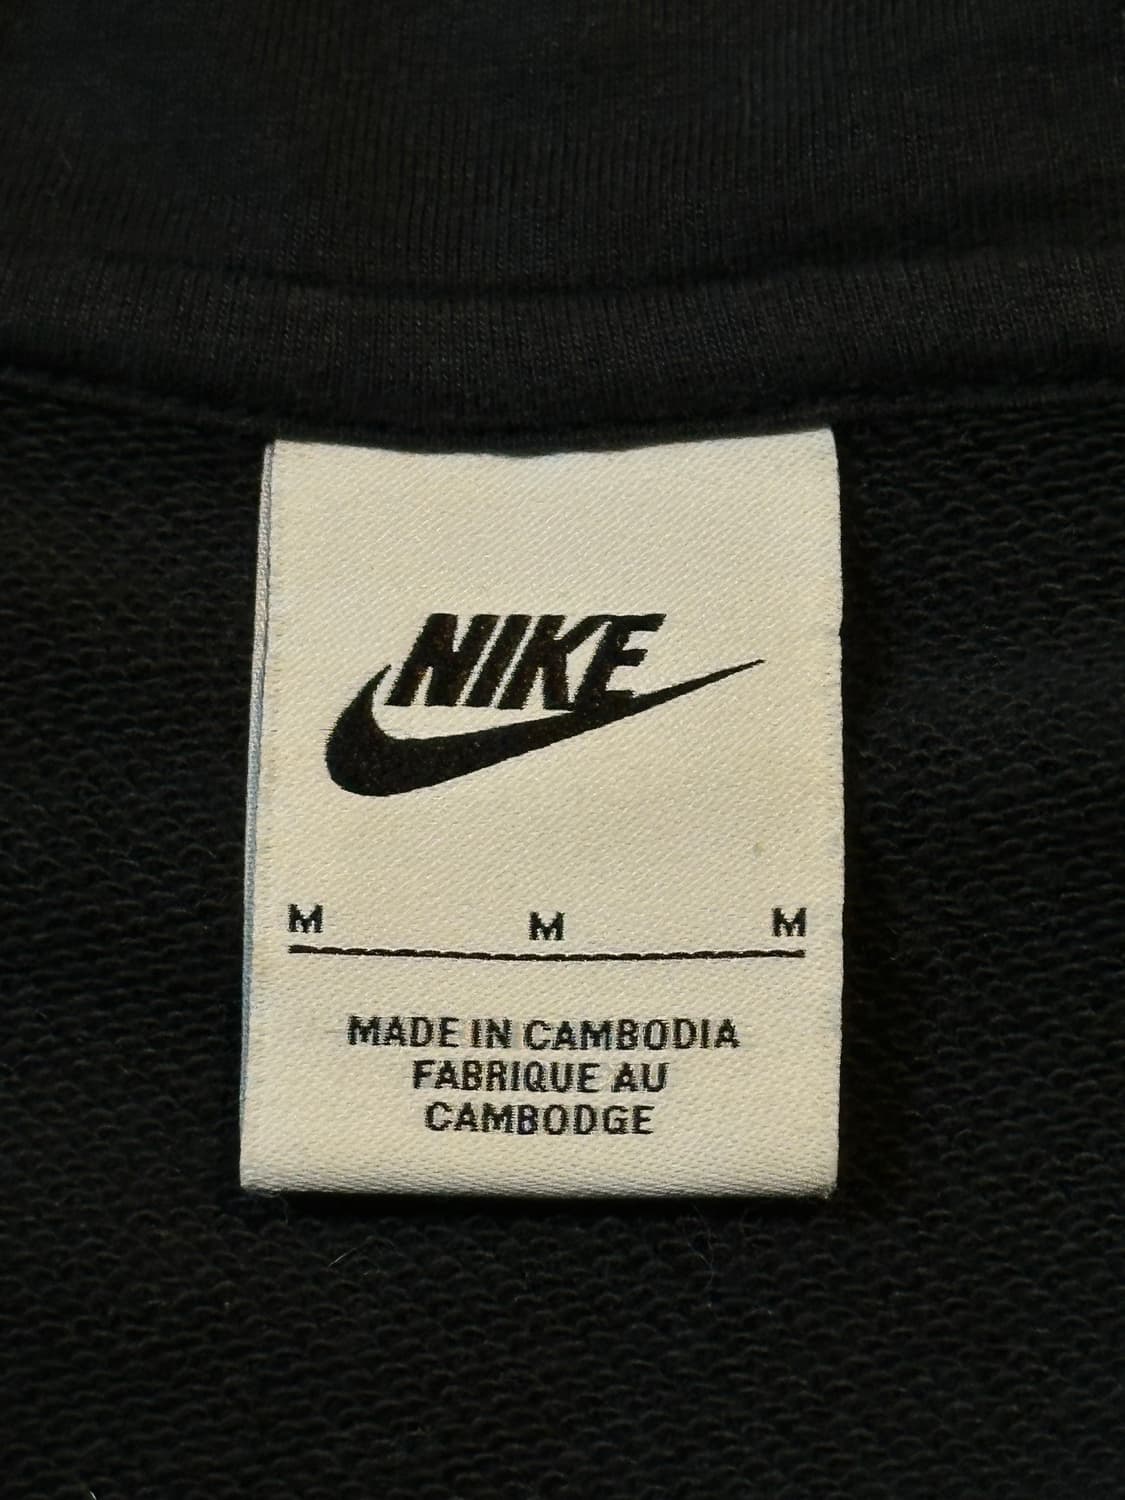 NIKE
M M M
MADE IN CAMBODIA
FABRIQUE AU
CAMBODGE